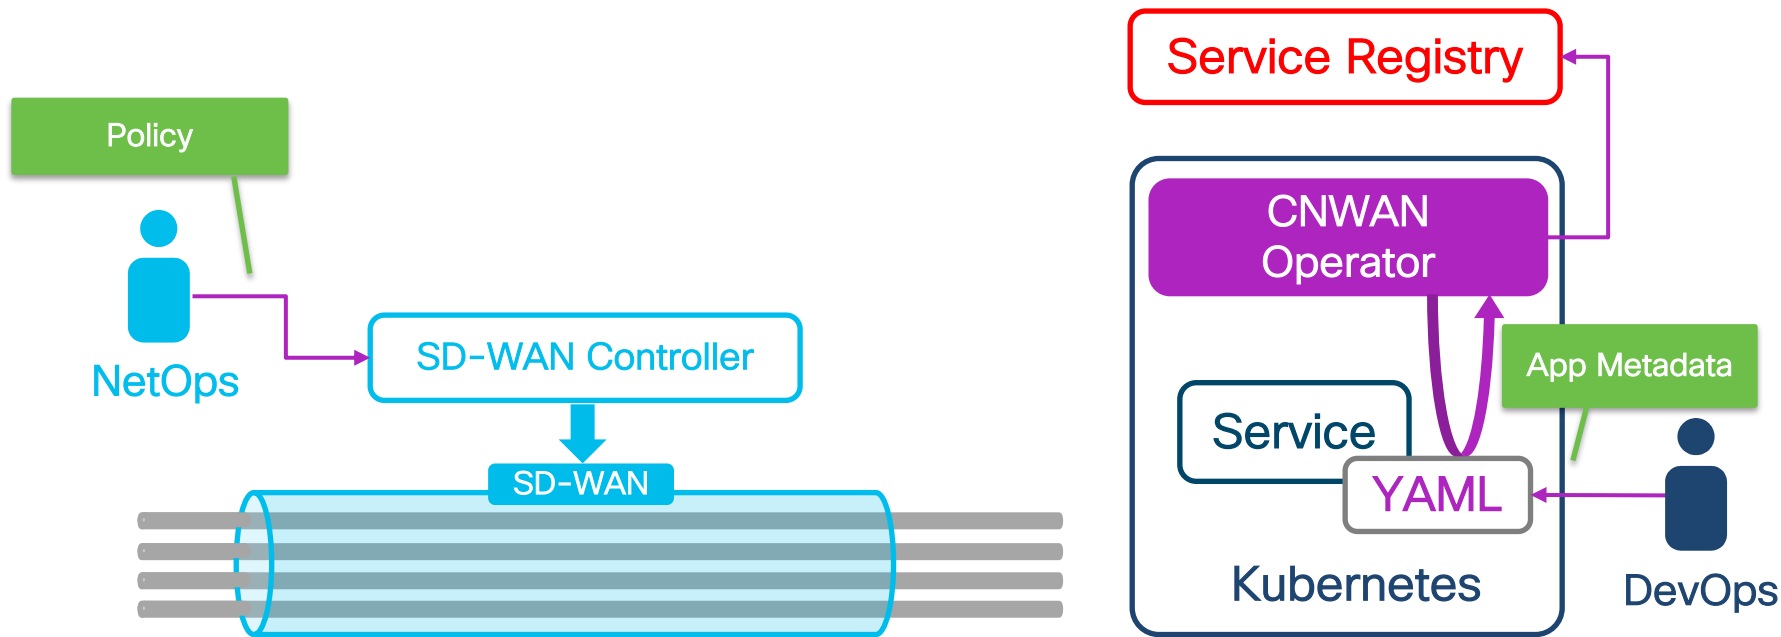 Policy
NetOps
SD-WAN Controller
SD-WAN
Service Registry
CNWAN
Operator
App Metadata
Service
YAML
Kubernetes
DevOps